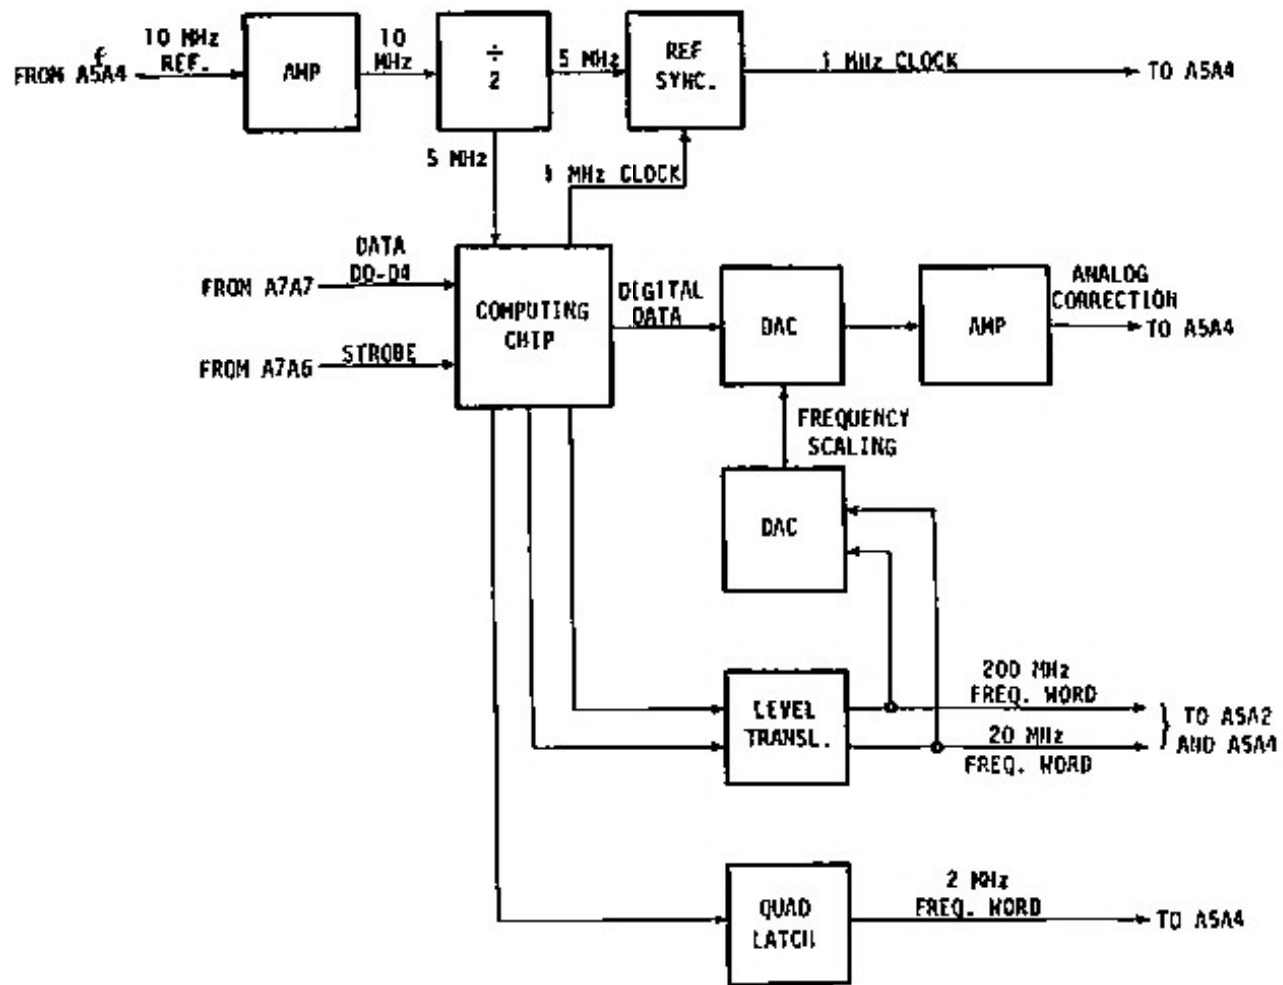 10 MHz
REF.
FROM A5A4
AMP
10
MHz
÷
2
5 MHz
REF
SYNC.
1 MHz CLOCK
TO A5A4
5 MHz
1 MHz CLOCK
DATA
D0-D4
FROM A7A7
STROBE
FROM A7A6
COMPUTING
CHIP
DIGITAL
DATA
DAC
AMP
ANALOG
CORRECTION
TO A5A4
FREQUENCY
SCALING
DAC
LEVEL
TRANSL.
200 MHz
FREQ. WORD
20 MHz
FREQ. WORD
} TO A5A2
AND A5A4
QUAD
LATCH
2 MHz
FREQ. WORD
TO A5A4